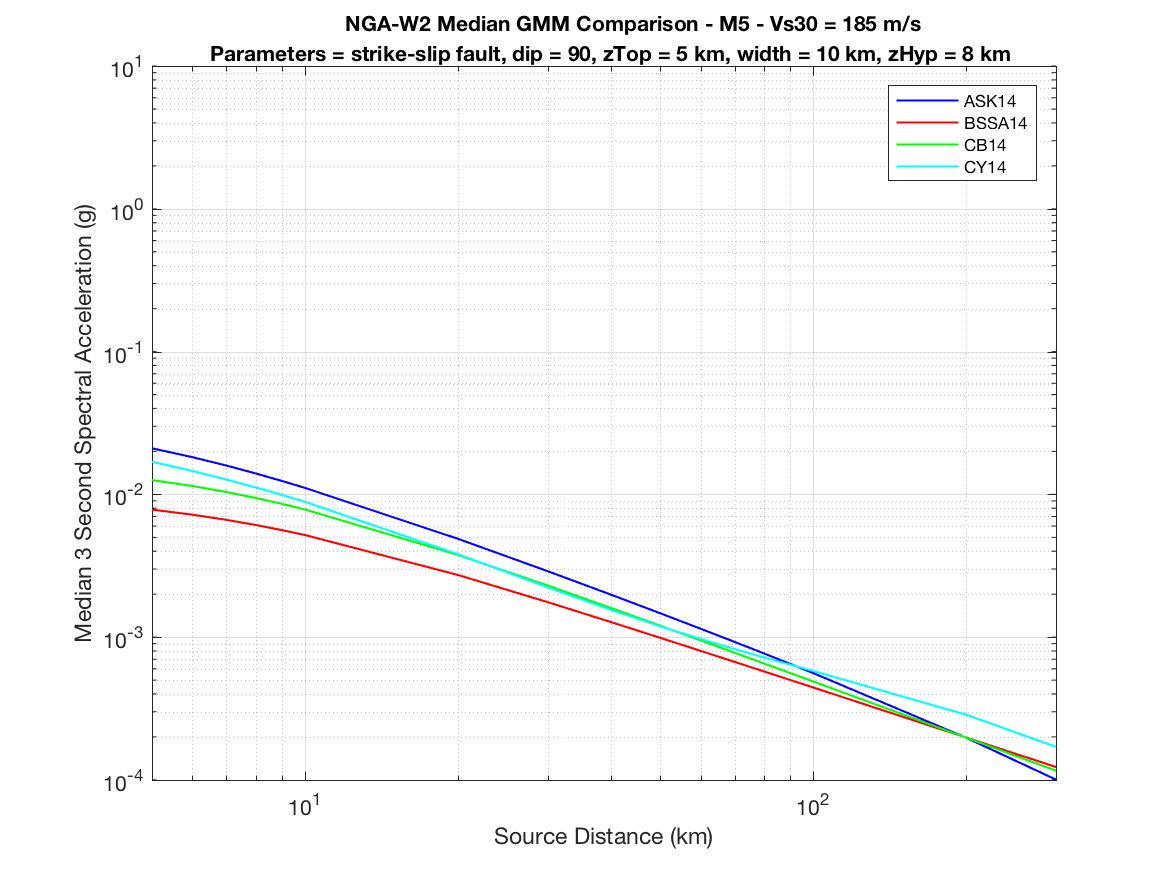 NGA-W2 Median GMM Comparison - M5 - Vs30 = 185 m/s
Parameters = strike-slip fault, dip = 90, zTop = 5 km, width = 10 km, zHyp = 8 km
10^1
10^0
10^-1
10^-2
10^-3
10^-4
Median 3 Second Spectral Acceleration (g)
ASK14
BSSA14
CB14
CY14
10^1
10^2
Source Distance (km)